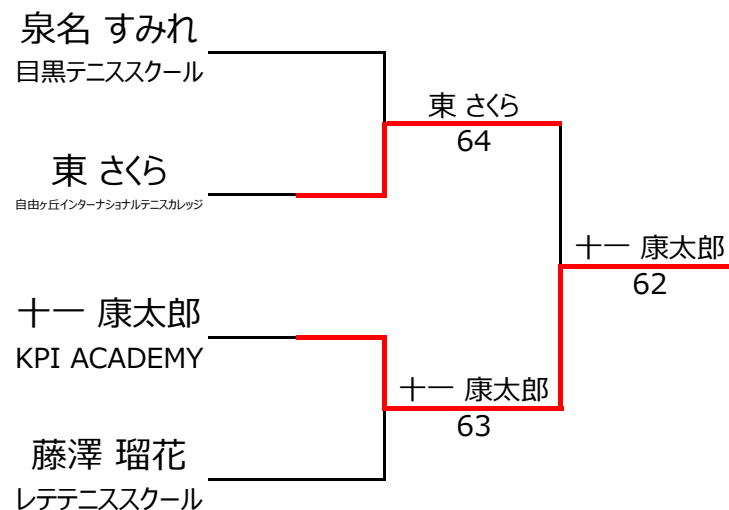 泉名 すみれ
目黒テニススクール
東 さくら
64
東 さくら
自由ヶ丘インターナショナルテニスカレッジ
十一 康太郎
62
十一 康太郎
KPI ACADEMY
十一 康太郎
63
藤澤 瑠花
レテテニススクール